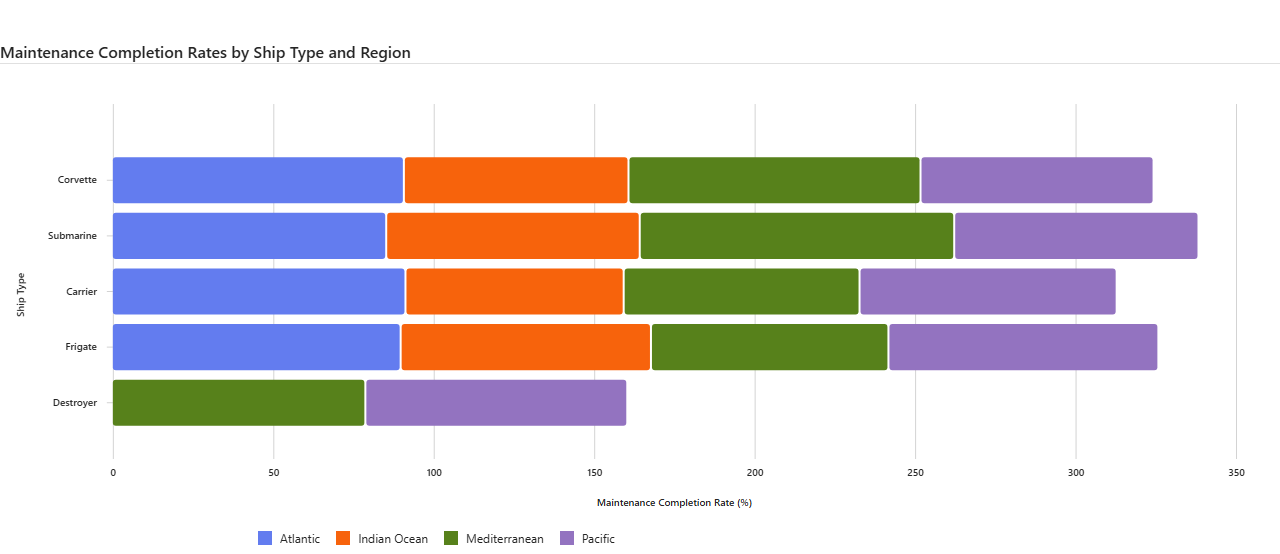 Maintenance Completion Rates by Ship Type and Region
Ship Type
Corvette
Submarine
Carrier
Frigate
Destroyer
0 50 100 150 200 250 300 350
Maintenance Completion Rate (%)
Atlantic Indian Ocean Mediterranean Pacific